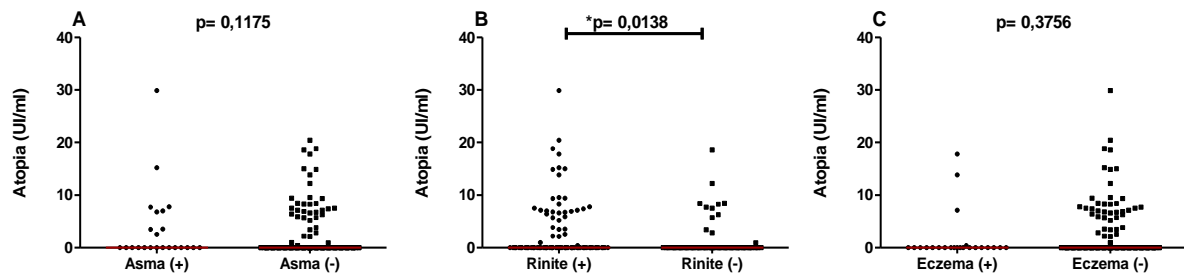 A
p= 0,1175
Atopia (UI/ml)
40
30
20
10
0
Asma (+)
Asma (-)
B
*p= 0,0138
Atopia (UI/ml)
40
30
20
10
0
Rinite (+)
Rinite (-)
C
p= 0,3756
Atopia (UI/ml)
40
30
20
10
0
Eczema (+)
Eczema (-)